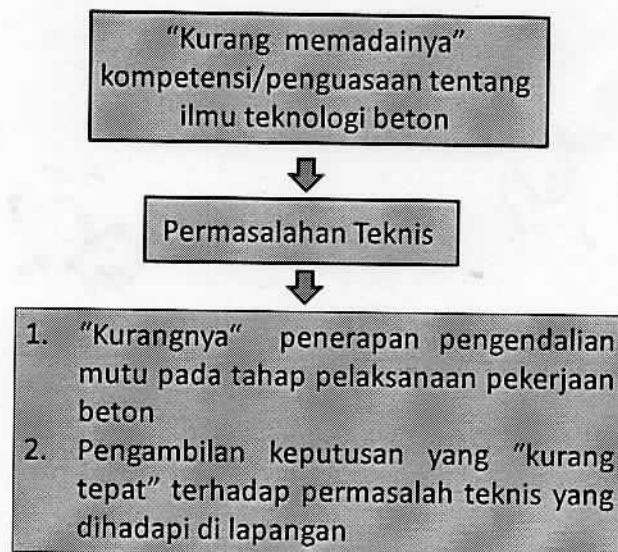 “Kurang memadainya”
kompetensi/penguasaan tentang
ilmu teknologi beton
Permasalahan Teknis
1. “Kurangnya“ penerapan pengendalian
mutu pada tahap pelaksanaan pekerjaan
beton
2. Pengambilan keputusan yang “kurang
tepat” terhadap permasalah teknis yang
dihadapi di lapangan